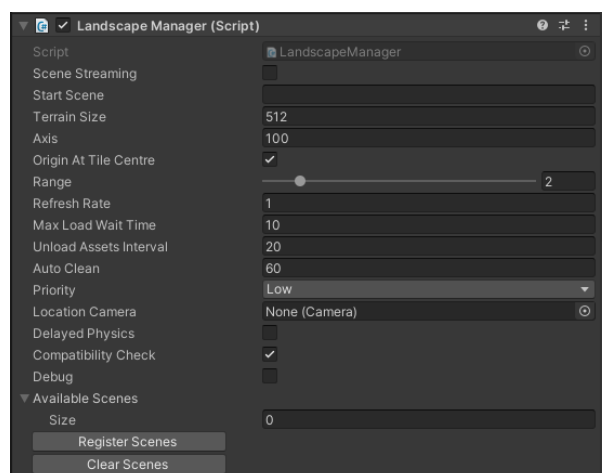 Landscape Manager (Script)
Script LandscapeManager
Scene Streaming
Start Scene
Terrain Size 512
Axis 100
Origin At Tile Centre
Range 2
Refresh Rate 1
Max Load Wait Time 10
Unload Assets Interval 20
Auto Clean 60
Priority Low
Location Camera None (Camera)
Delayed Physics
Compatibility Check
Debug
Available Scenes
Size 0
Register Scenes
Clear Scenes